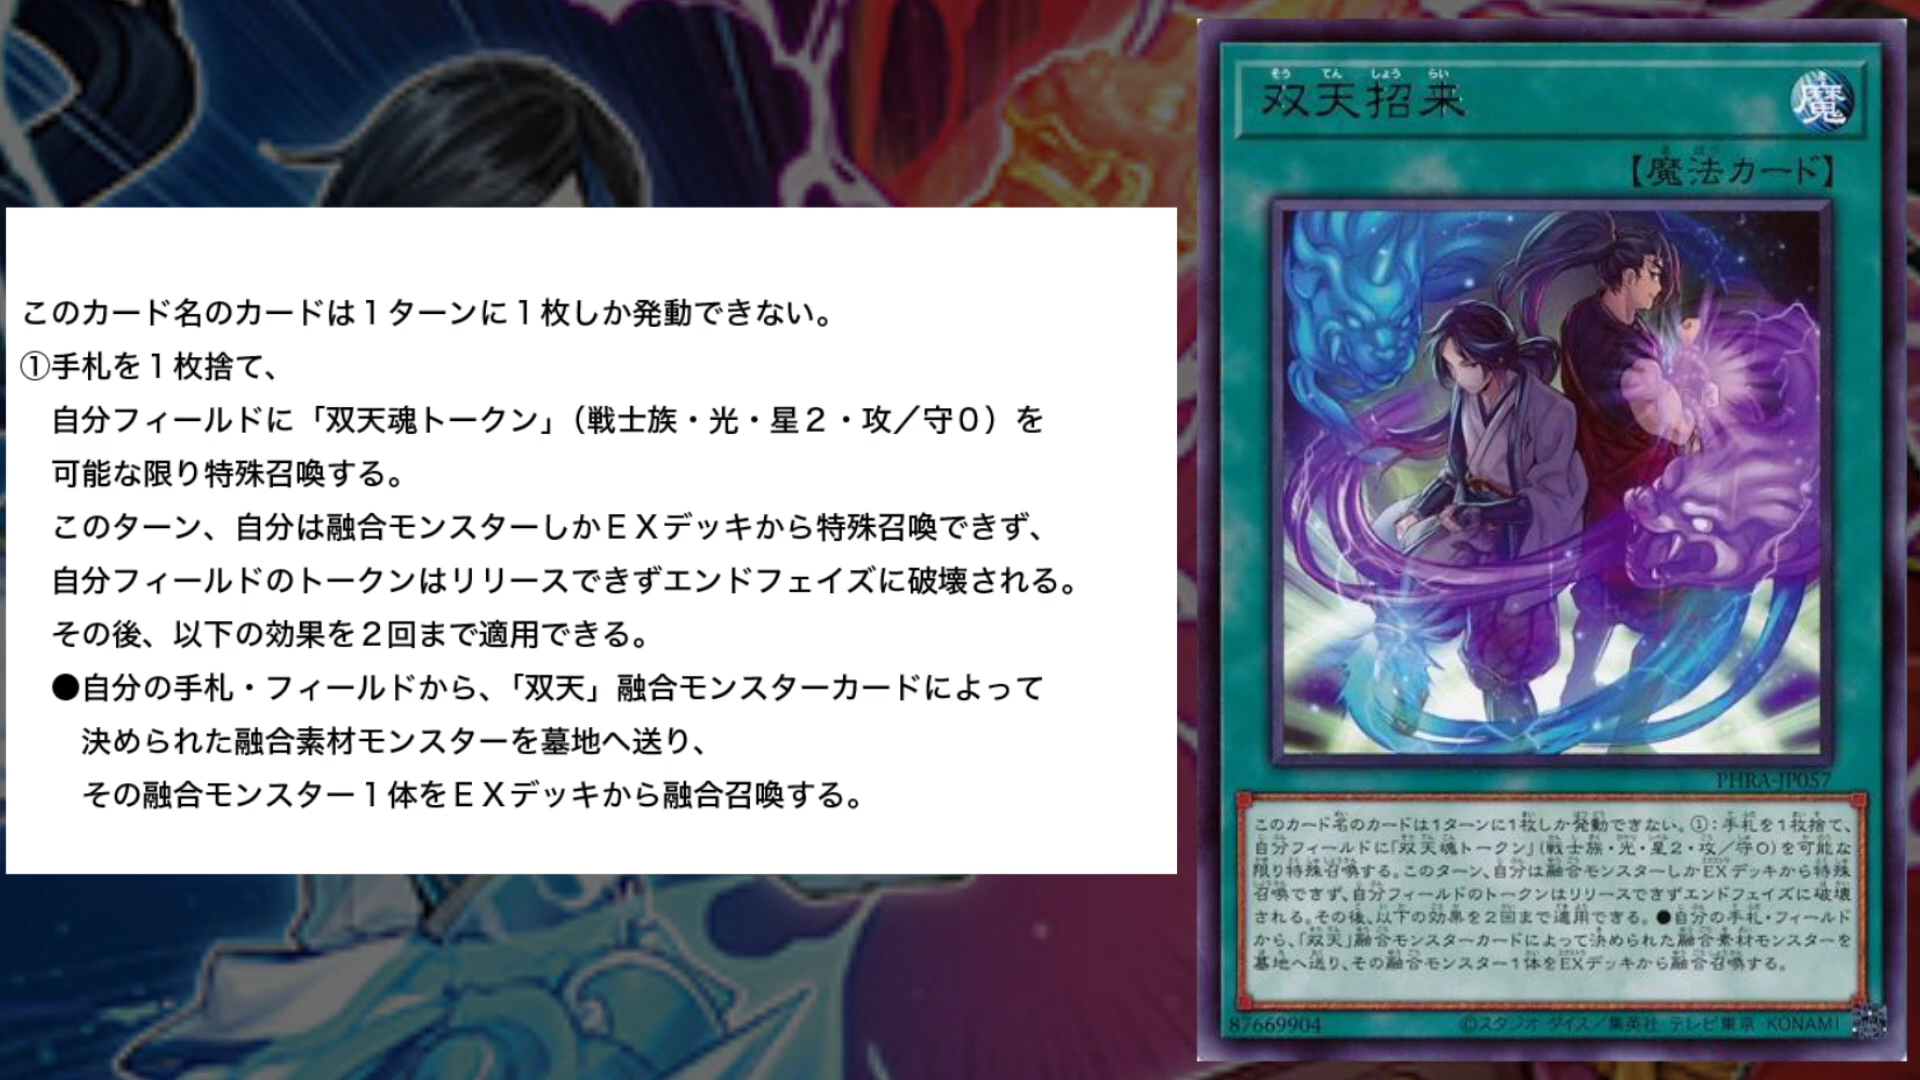 このカード名のカードは１ターンに１枚しか発動できない。
①手札を１枚捨て、
自分フィールドに「双天魂トークン」（戦士族・光・星２・攻／守０）を
可能な限り特殊召喚する。
このターン、自分は融合モンスターしかＥＸデッキから特殊召喚できず、
自分フィールドのトークンはリリースできずエンドフェイズに破壊される。
その後、以下の効果を２回まで適用できる。
●自分の手札・フィールドから、「双天」融合モンスターカードによって
決められた融合素材モンスターを墓地へ送り、
その融合モンスター１体をＥＸデッキから融合召喚する。
そう てん しょう らい
双天招来
魔
【魔法カード】
PHRA-JP057
このカード名のカードは1ターンに1枚しか発動できない。①：手札を1枚捨て、
自分フィールドに「双天魂トークン」(戦士族・光・星2・攻／守0)を可能な
限り特殊召喚する。このターン、自分は融合モンスターしかEXデッキから特殊
召喚できず、自分フィールドのトークンはリリースできずエンドフェイズに破壊
される。その後、以下の効果を2回まで適用できる。●自分の手札・フィールド
から、「双天」融合モンスターカードによって決められた融合素材モンスターを
墓地へ送り、その融合モンスター1体をEXデッキから融合召喚する。
87669904
©スタジオ・ダイス／集英社・テレビ東京・KONAMI